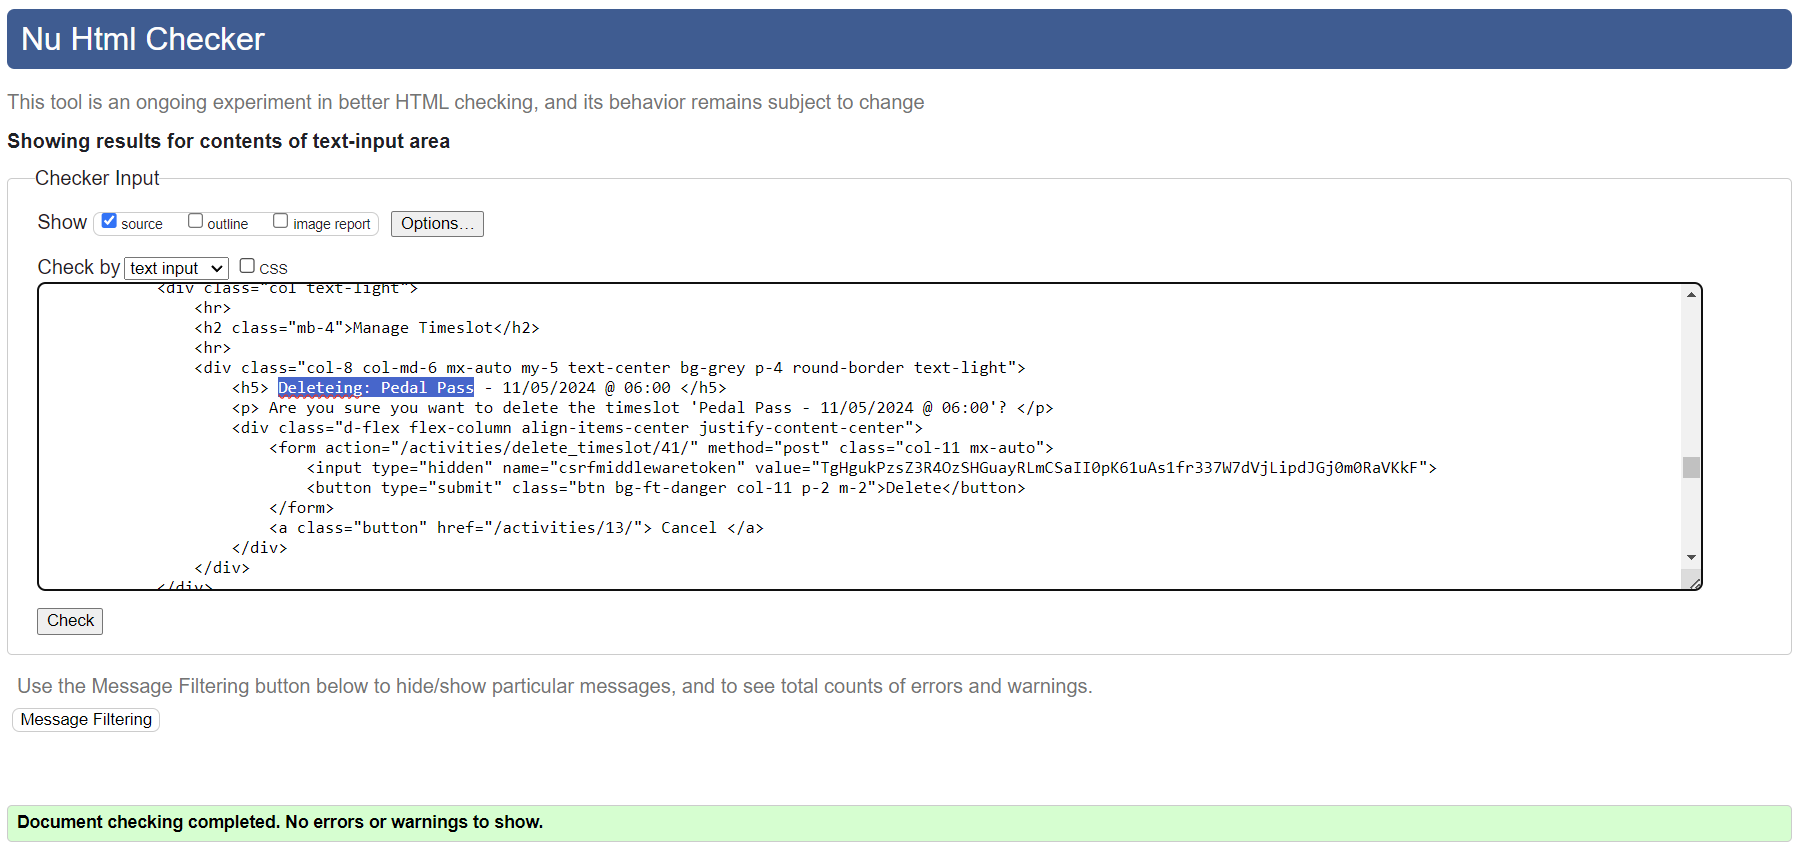 Nu Html Checker
This tool is an ongoing experiment in better HTML checking, and its behavior remains subject to change
Showing results for contents of text-input area
Checker Input
Show source outline image report Options...
Check by text input CSS
<div class="col text-light">
<hr>
<h2 class="mb-4">Manage Timeslot</h2>
<hr>
<div class="col-8 col-md-6 mx-auto my-5 text-center bg-grey p-4 round-border text-light">
<h5> Deleteing: Pedal Pass - 11/05/2024 @ 06:00 </h5>
<p> Are you sure you want to delete the timeslot 'Pedal Pass - 11/05/2024 @ 06:00'? </p>
<div class="d-flex flex-column align-items-center justify-content-center">
<form action="/activities/delete_timeslot/41/" method="post" class="col-11 mx-auto">
<input type="hidden" name="csrfmiddlewaretoken" value="TgHgukPzsZ3R4OzSHGuayRLmCSaII0pK61uAs1fr337W7dVjLipdJGj0m0RaVKkF">
<button type="submit" class="btn bg-ft-danger col-11 p-2 m-2">Delete</button>
</form>
<a class="button" href="/activities/13/"> Cancel </a>
</div>
</div>
</div>
Check
Use the Message Filtering button below to hide/show particular messages, and to see total counts of errors and warnings.
Message Filtering
Document checking completed. No errors or warnings to show.